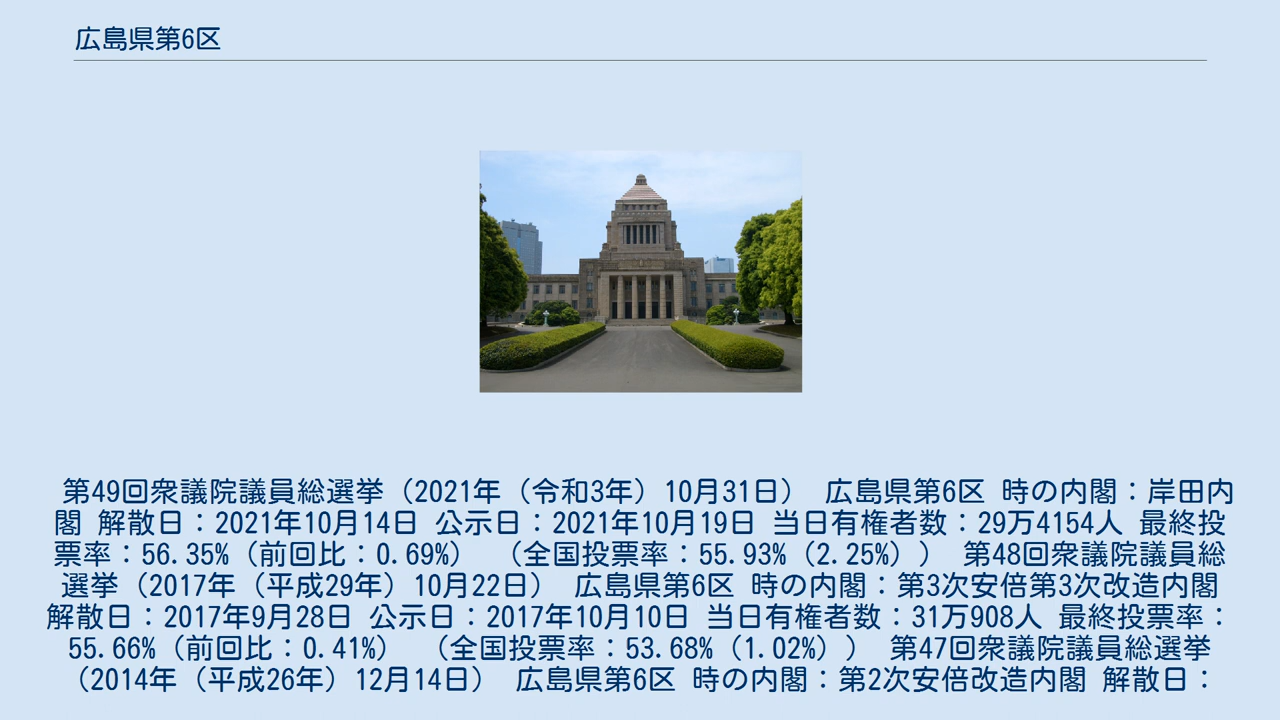 広島県第6区
第49回衆議院議員総選挙（2021年（令和3年）10月31日） 広島県第6区 時の内閣：岸田内
閣 解散日：2021年10月14日 公示日：2021年10月19日 当日有権者数：29万4154人 最終投
票率：56.35%（前回比：0.69%） （全国投票率：55.93%（2.25%）） 第48回衆議院議員総
選挙（2017年（平成29年）10月22日） 広島県第6区 時の内閣：第3次安倍第3次改造内閣
解散日：2017年9月28日 公示日：2017年10月10日 当日有権者数：31万908人 最終投票率：
55.66%（前回比：0.41%） （全国投票率：53.68%（1.02%）） 第47回衆議院議員総選挙
（2014年（平成26年）12月14日） 広島県第6区 時の内閣：第2次安倍改造内閣 解散日：